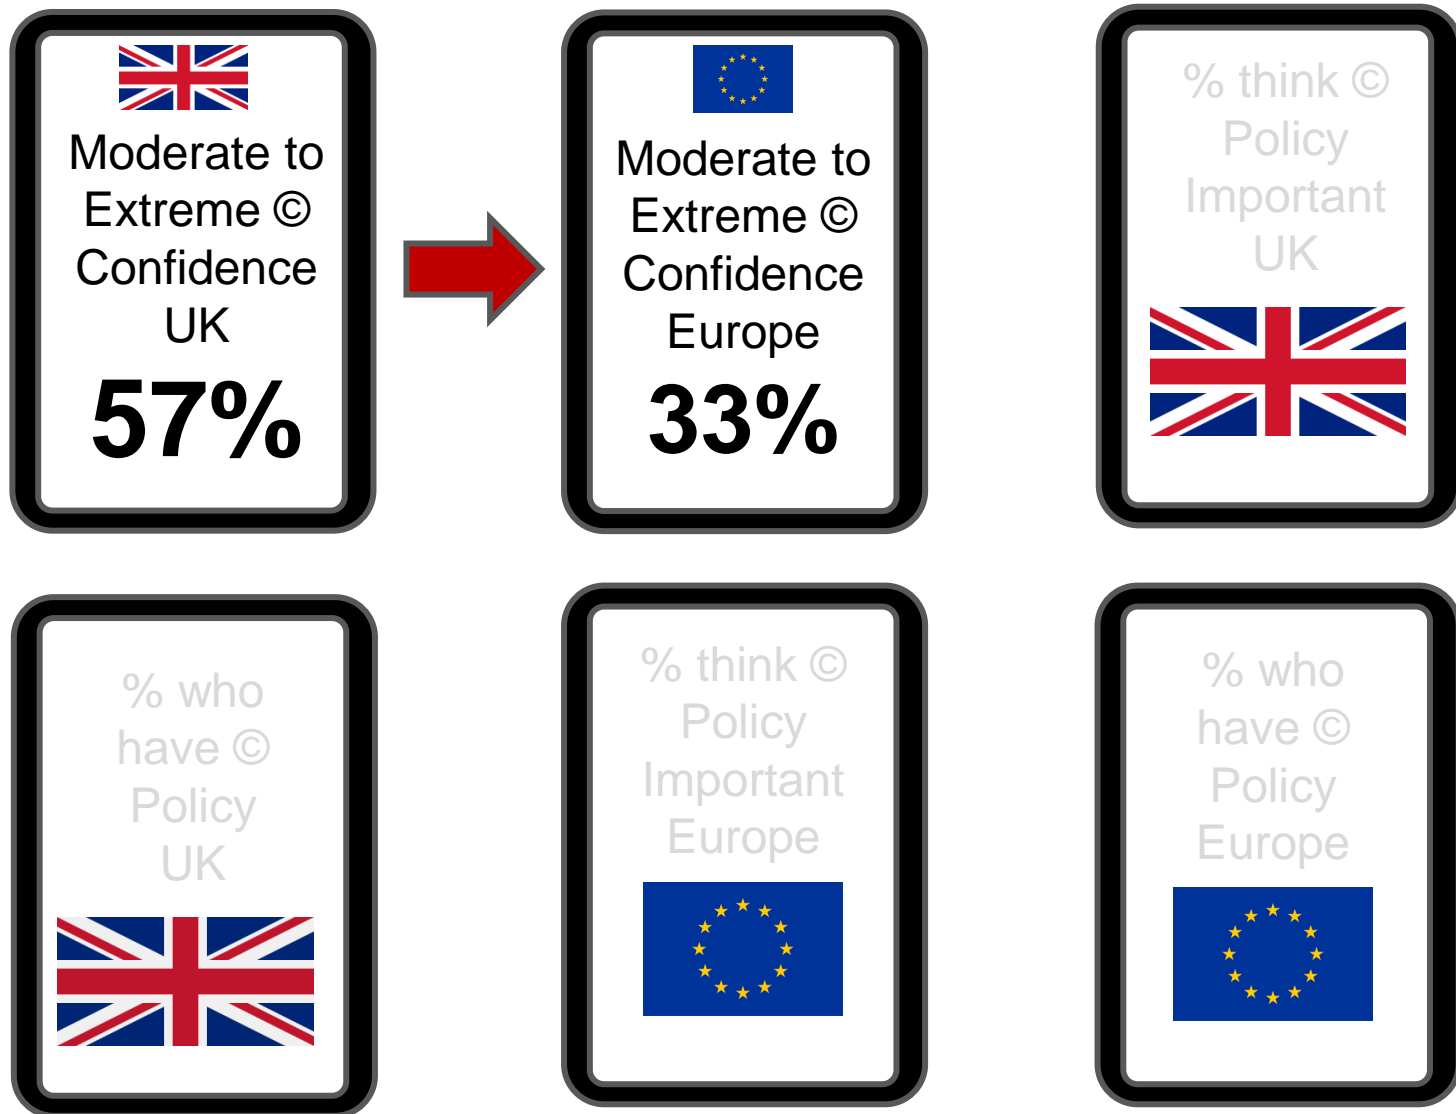 Moderate to
Extreme ©
Confidence
UK
57%
Moderate to
Extreme ©
Confidence
Europe
33%
% think ©
Policy
Important
UK
% who
have ©
Policy
UK
% think ©
Policy
Important
Europe
% who
have ©
Policy
Europe